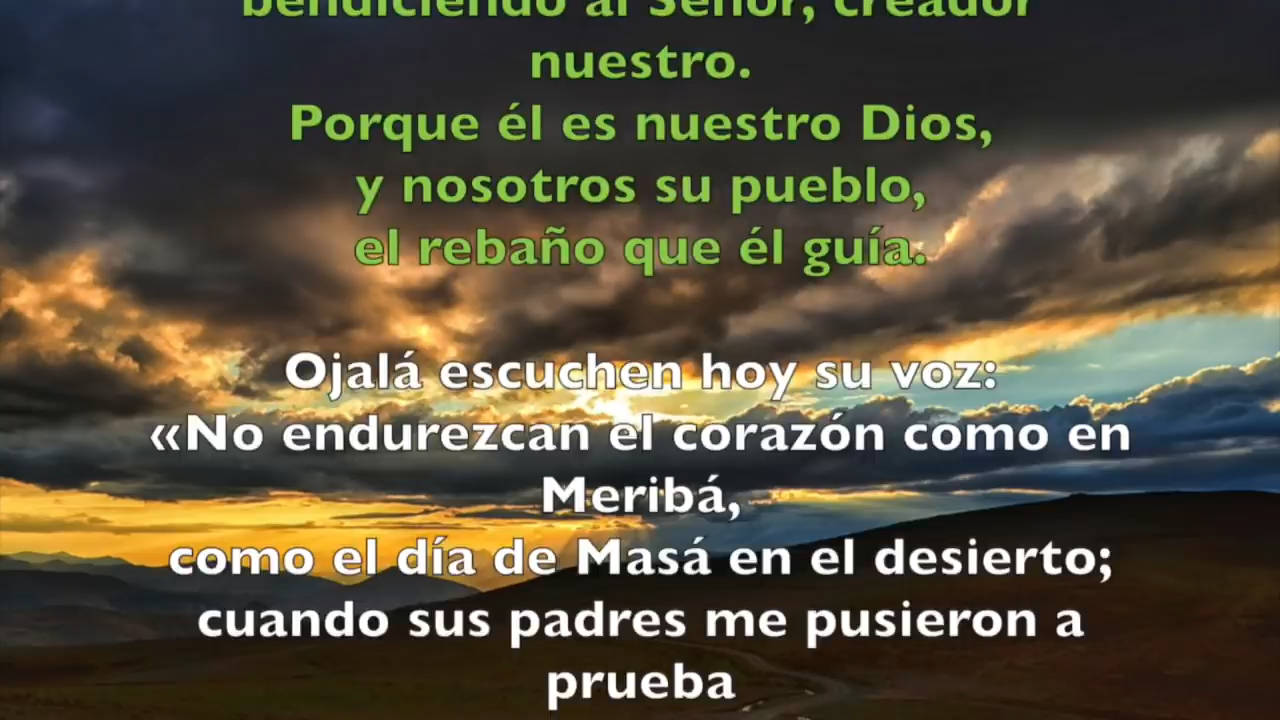 bendiciendo al Señor, creador
nuestro.
Porque él es nuestro Dios,
y nosotros su pueblo,
el rebaño que él guía.
Ojalá escuchen hoy su voz:
«No endurezcan el corazón como en
Meribá,
como el día de Masá en el desierto;
cuando sus padres me pusieron a
prueba